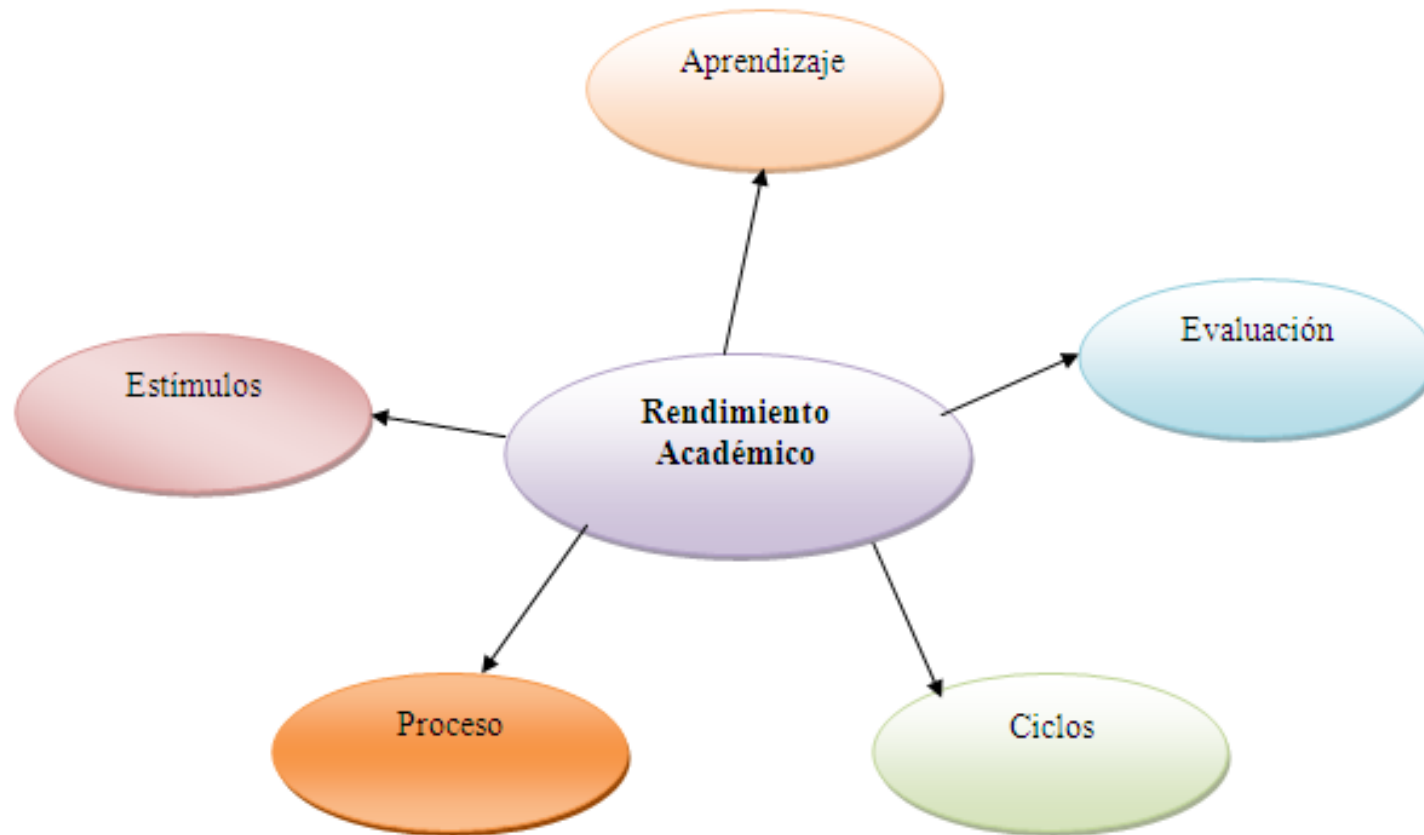 Aprendizaje
Evaluación
Estímulos
Rendimiento
Académico
Proceso
Ciclos